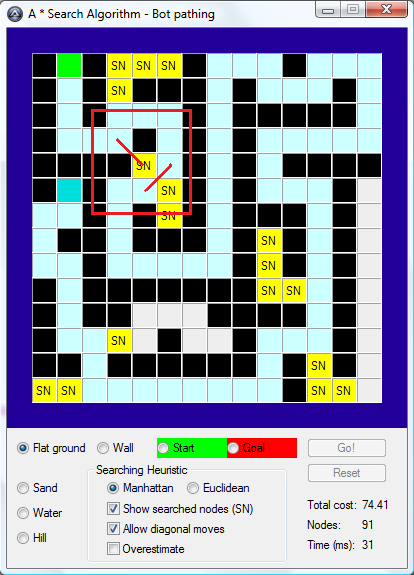 A * Search Algorithm - Bot pathing
SN SN SN
SN
SN
SN
SN
SN
SN
SN SN
SN
SN
SN SN SN SN
Flat ground Wall Start Goal Go!
Searching Heuristic Reset
Sand Manhattan Euclidean
Water Show searched nodes (SN) Total cost: 74.41
Hill Allow diagonal moves Nodes: 91
Overestimate Time (ms): 31